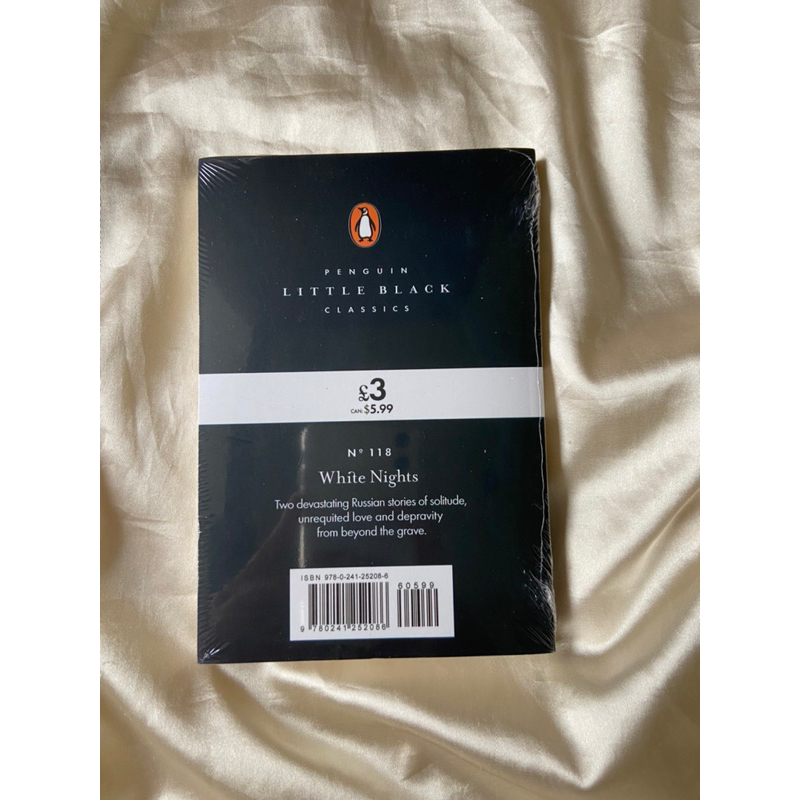 PENGUIN
LITTLE BLACK
CLASSICS
£3
CAN. $5.99
Nº 118
White Nights
Two devastating Russian stories of solitude,
unrequited love and depravity
from beyond the grave.
ISBN 978-0-241-25208-6
60599
9 780241 252086